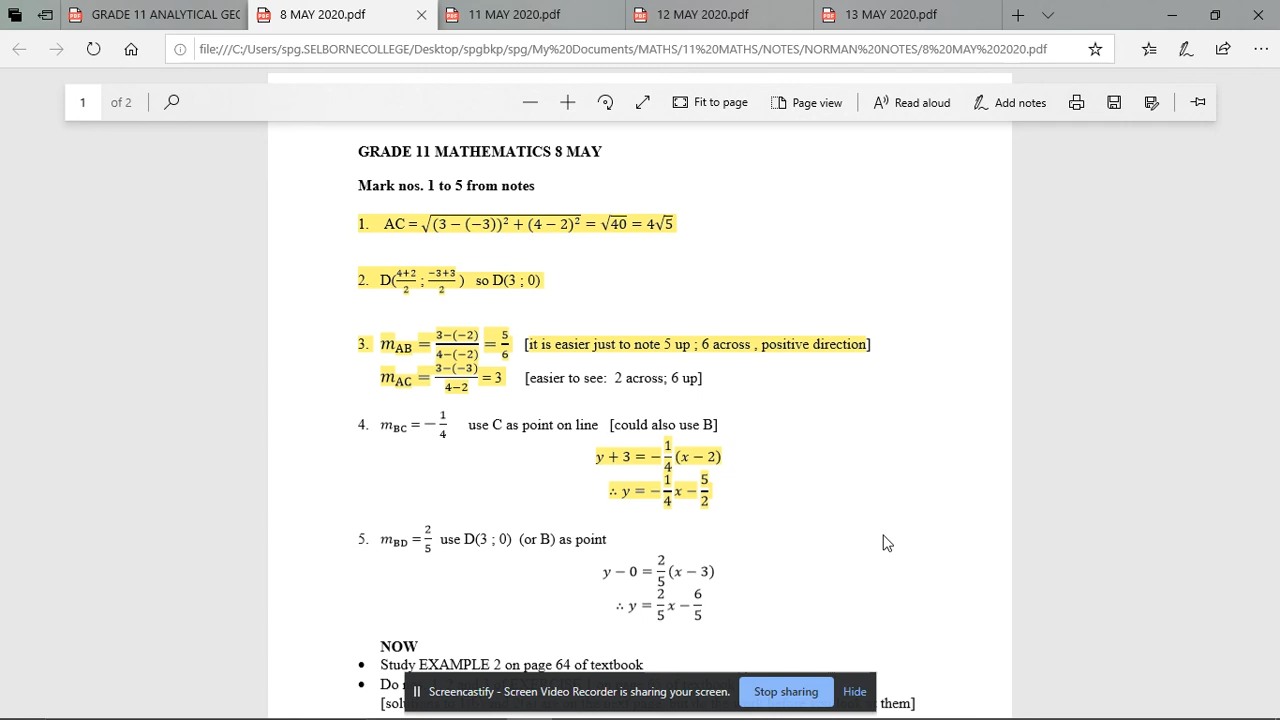 GRADE 11 ANALYTICAL GEC
8 MAY 2020.pdf
11 MAY 2020.pdf
12 MAY 2020.pdf
13 MAY 2020.pdf
file:///C:/Users/spg.SELBORNECOLLEGE/Desktop/spgbkp/spg/My%20Documents/MATHS/11%20MATHS/NOTES/NORMAN%20NOTES/8%20MAY%202020.pdf
1 of 2 Fit to page Page view Read aloud Add notes
GRADE 11 MATHEMATICS 8 MAY
Mark nos. 1 to 5 from notes
1. AC = √((3 − (−3))² + (4 − 2)²) = √40 = 4√5
2. D((4+2)/2 ; (−3+3)/2) so D(3 ; 0)
3. mAB = (3−(−2))/(4−(−2)) = 5/6 [it is easier just to note 5 up ; 6 across , positive direction]
mAC = (3−(−3))/(4−2) = 3 [easier to see: 2 across; 6 up]
4. mBC = −1/4 use C as point on line [could also use B]
y + 3 = −1/4(x − 2)
∴ y = −1/4x − 5/2
5. mBD = 2/5 use D(3 ; 0) (or B) as point
y − 0 = 2/5(x − 3)
∴ y = 2/5x − 6/5
NOW
• Study EXAMPLE 2 on page 64 of textbook
• Do
them]
Screencastify - Screen Video Recorder is sharing your screen. Stop sharing Hide